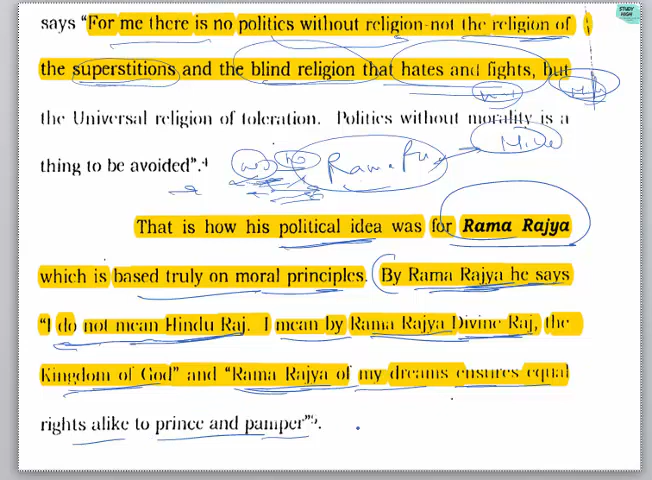 STUDY HIGH
says “For me there is no politics without religion-not the religion of
the superstitions and the blind religion that hates and fights, but
the Universal religion of toleration. Politics without morality is a
thing to be avoided”.4
That is how his political idea was for Rama Rajya
which is based truly on moral principles. By Rama Rajya he says
“I do not mean Hindu Raj. I mean by Rama Rajya Divine Raj, the
Kingdom of God” and “Rama Rajya of my dreams ensures equal
rights alike to prince and pamper”5.